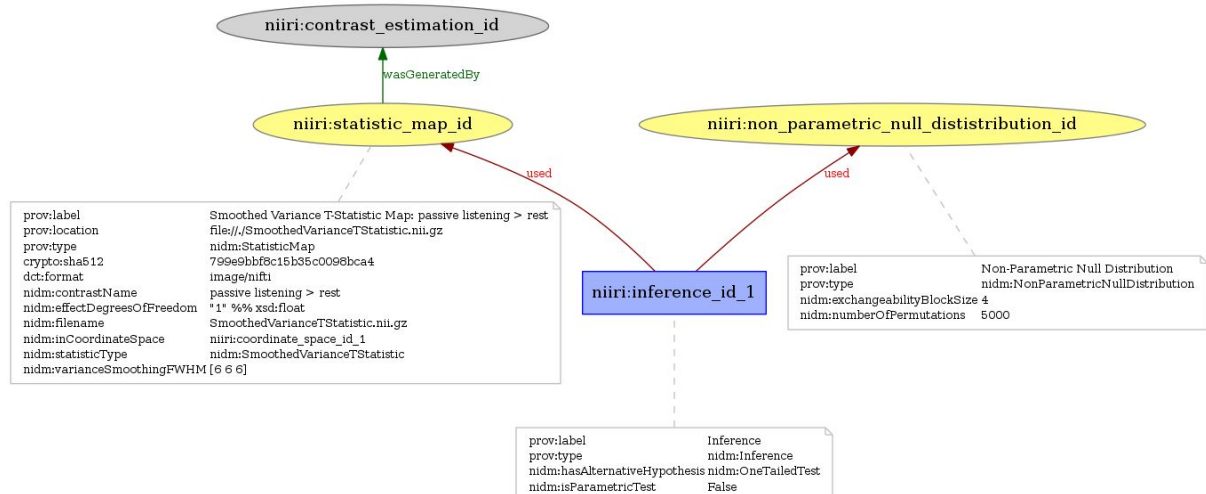 niiri:contrast_estimation_id
wasGeneratedBy
niiri:statistic_map_id
niiri:non_parametric_null_dististribution_id
used
used
prov:label Smoothed Variance T-Statistic Map: passive listening > rest
prov:location file://./SmoothedVarianceTStatistic.nii.gz
prov:type nidm:StatisticMap
crypto:sha512 799e9bbf8c15b35c0098bca4
dct:format image/nifti
nidm:contrastName passive listening > rest
nidm:effectDegreesOfFreedom "1" %% xsd:float
nidm:filename SmoothedVarianceTStatistic.nii.gz
nidm:inCoordinateSpace niiri:coordinate_space_id_1
nidm:statisticType nidm:SmoothedVarianceTStatistic
nidm:varianceSmoothingFWHM [6 6 6]
niiri:inference_id_1
prov:label Non-Parametric Null Distribution
prov:type nidm:NonParametricNullDistribution
nidm:exchangeabilityBlockSize 4
nidm:numberOfPermutations 5000
prov:label Inference
prov:type nidm:Inference
nidm:hasAlternativeHypothesis nidm:OneTailedTest
nidm:isParametricTest False